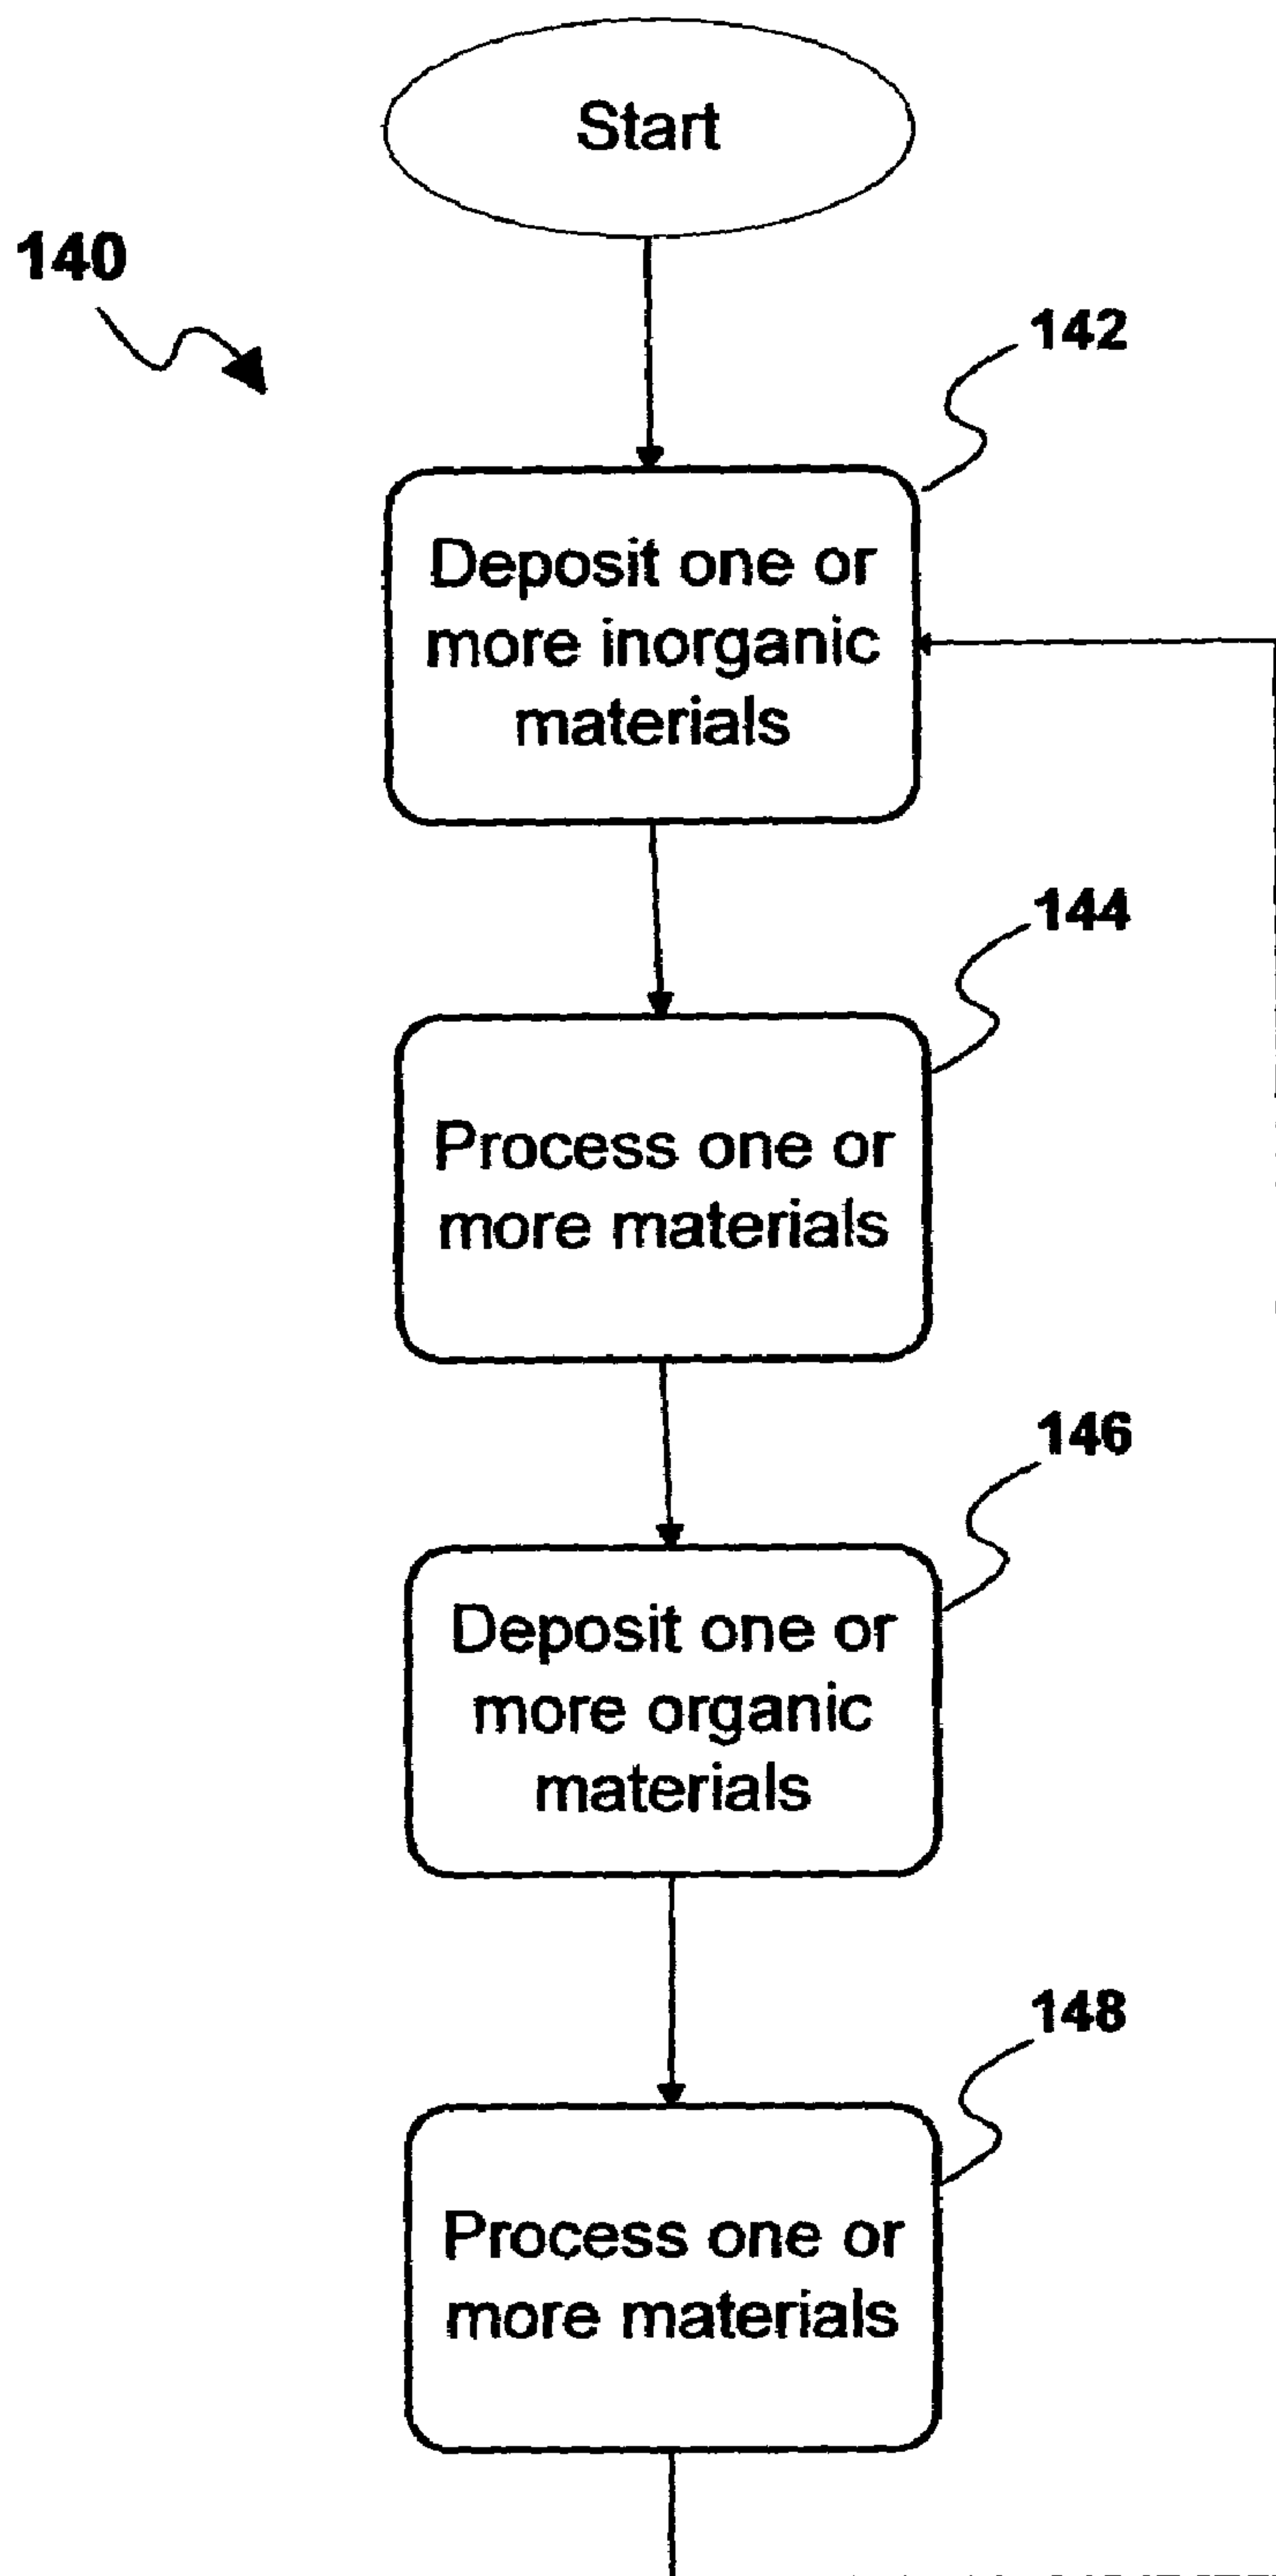 Start
140
142
Deposit one or
more inorganic
materials
144
Process one or
more materials
146
Deposit one or
more organic
materials
148
Process one or
more materials